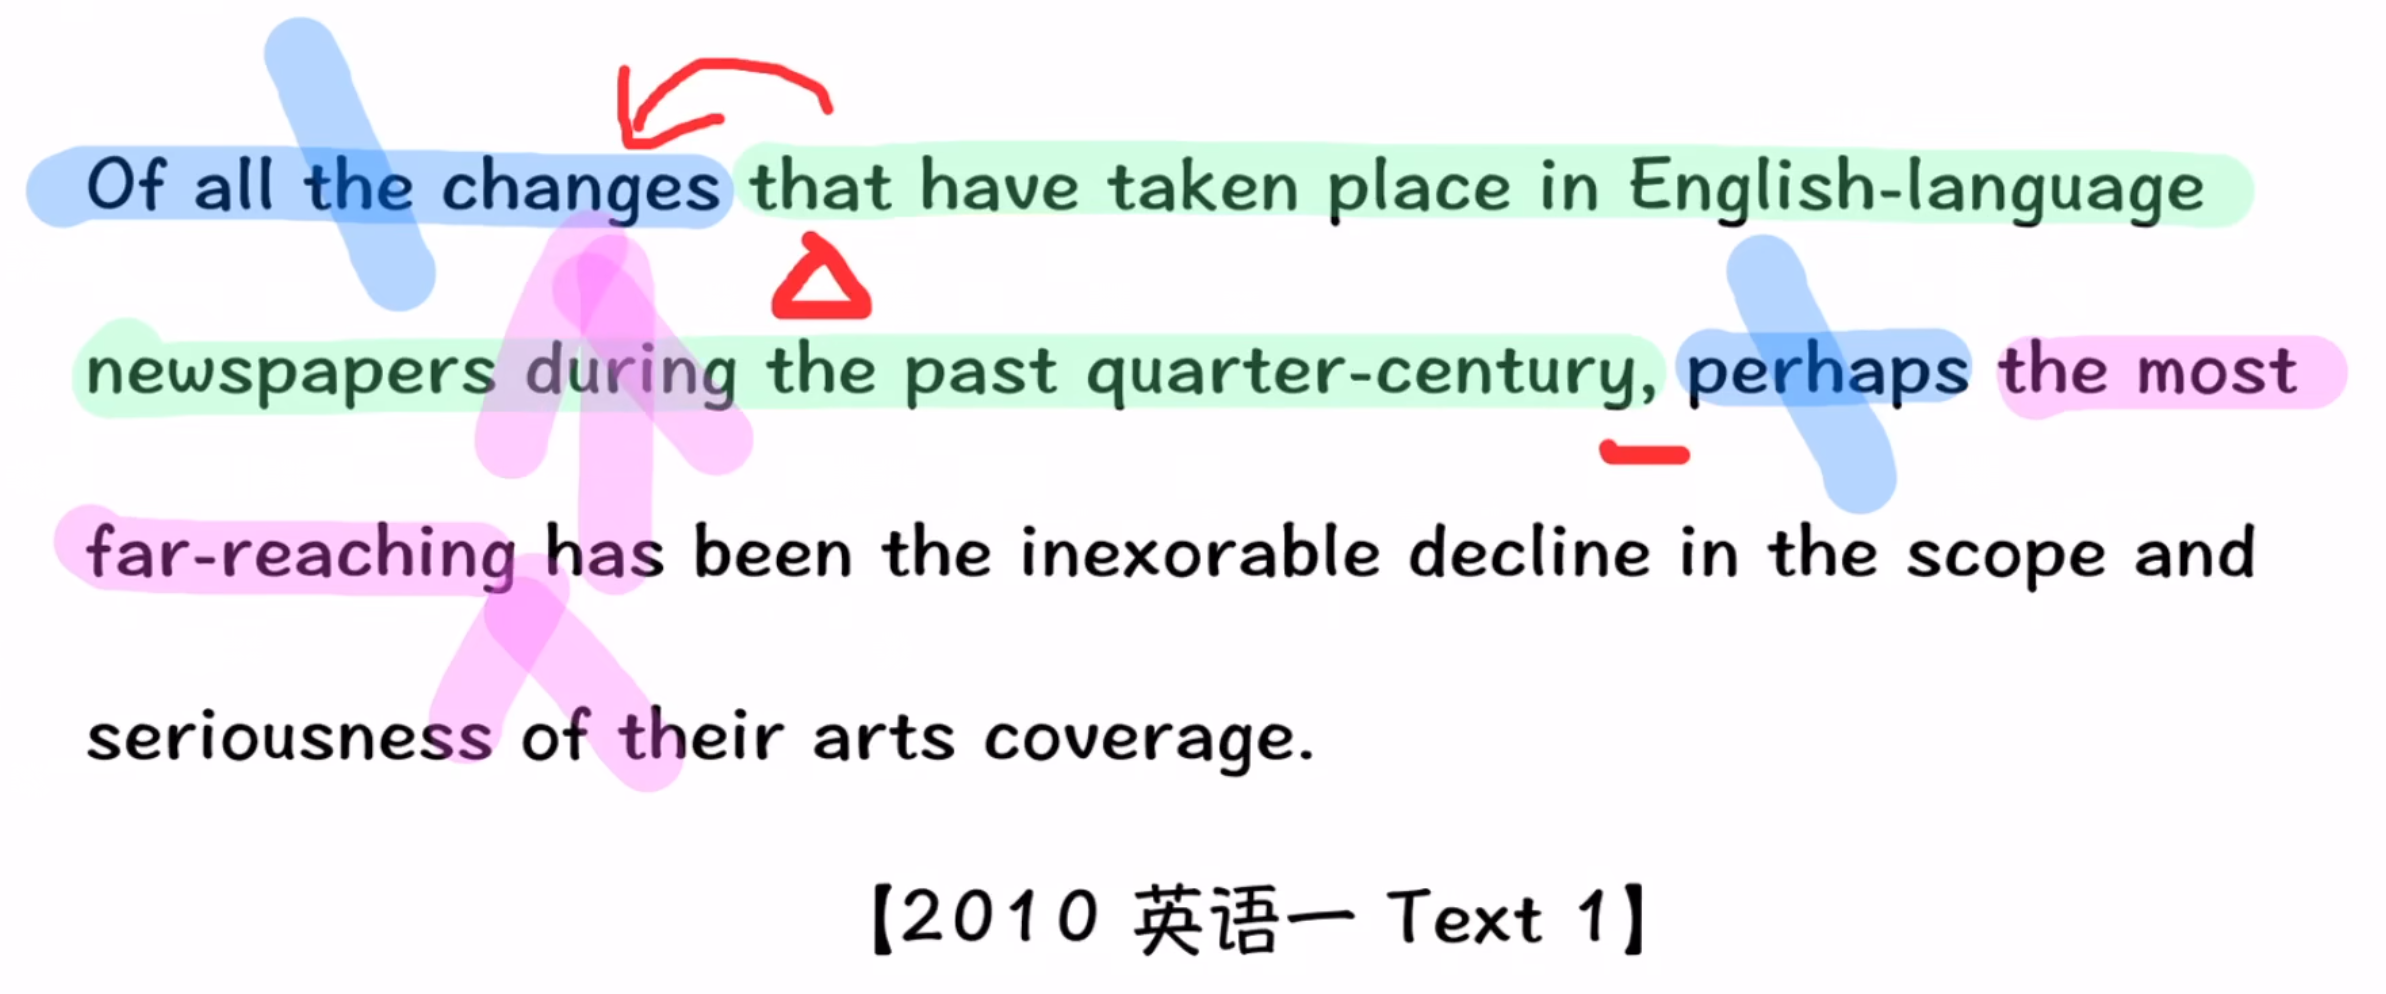 Of all the changes that have taken place in English-language
newspapers during the past quarter-century, perhaps the most
far-reaching has been the inexorable decline in the scope and
seriousness of their arts coverage.
【2010 英语一 Text 1】